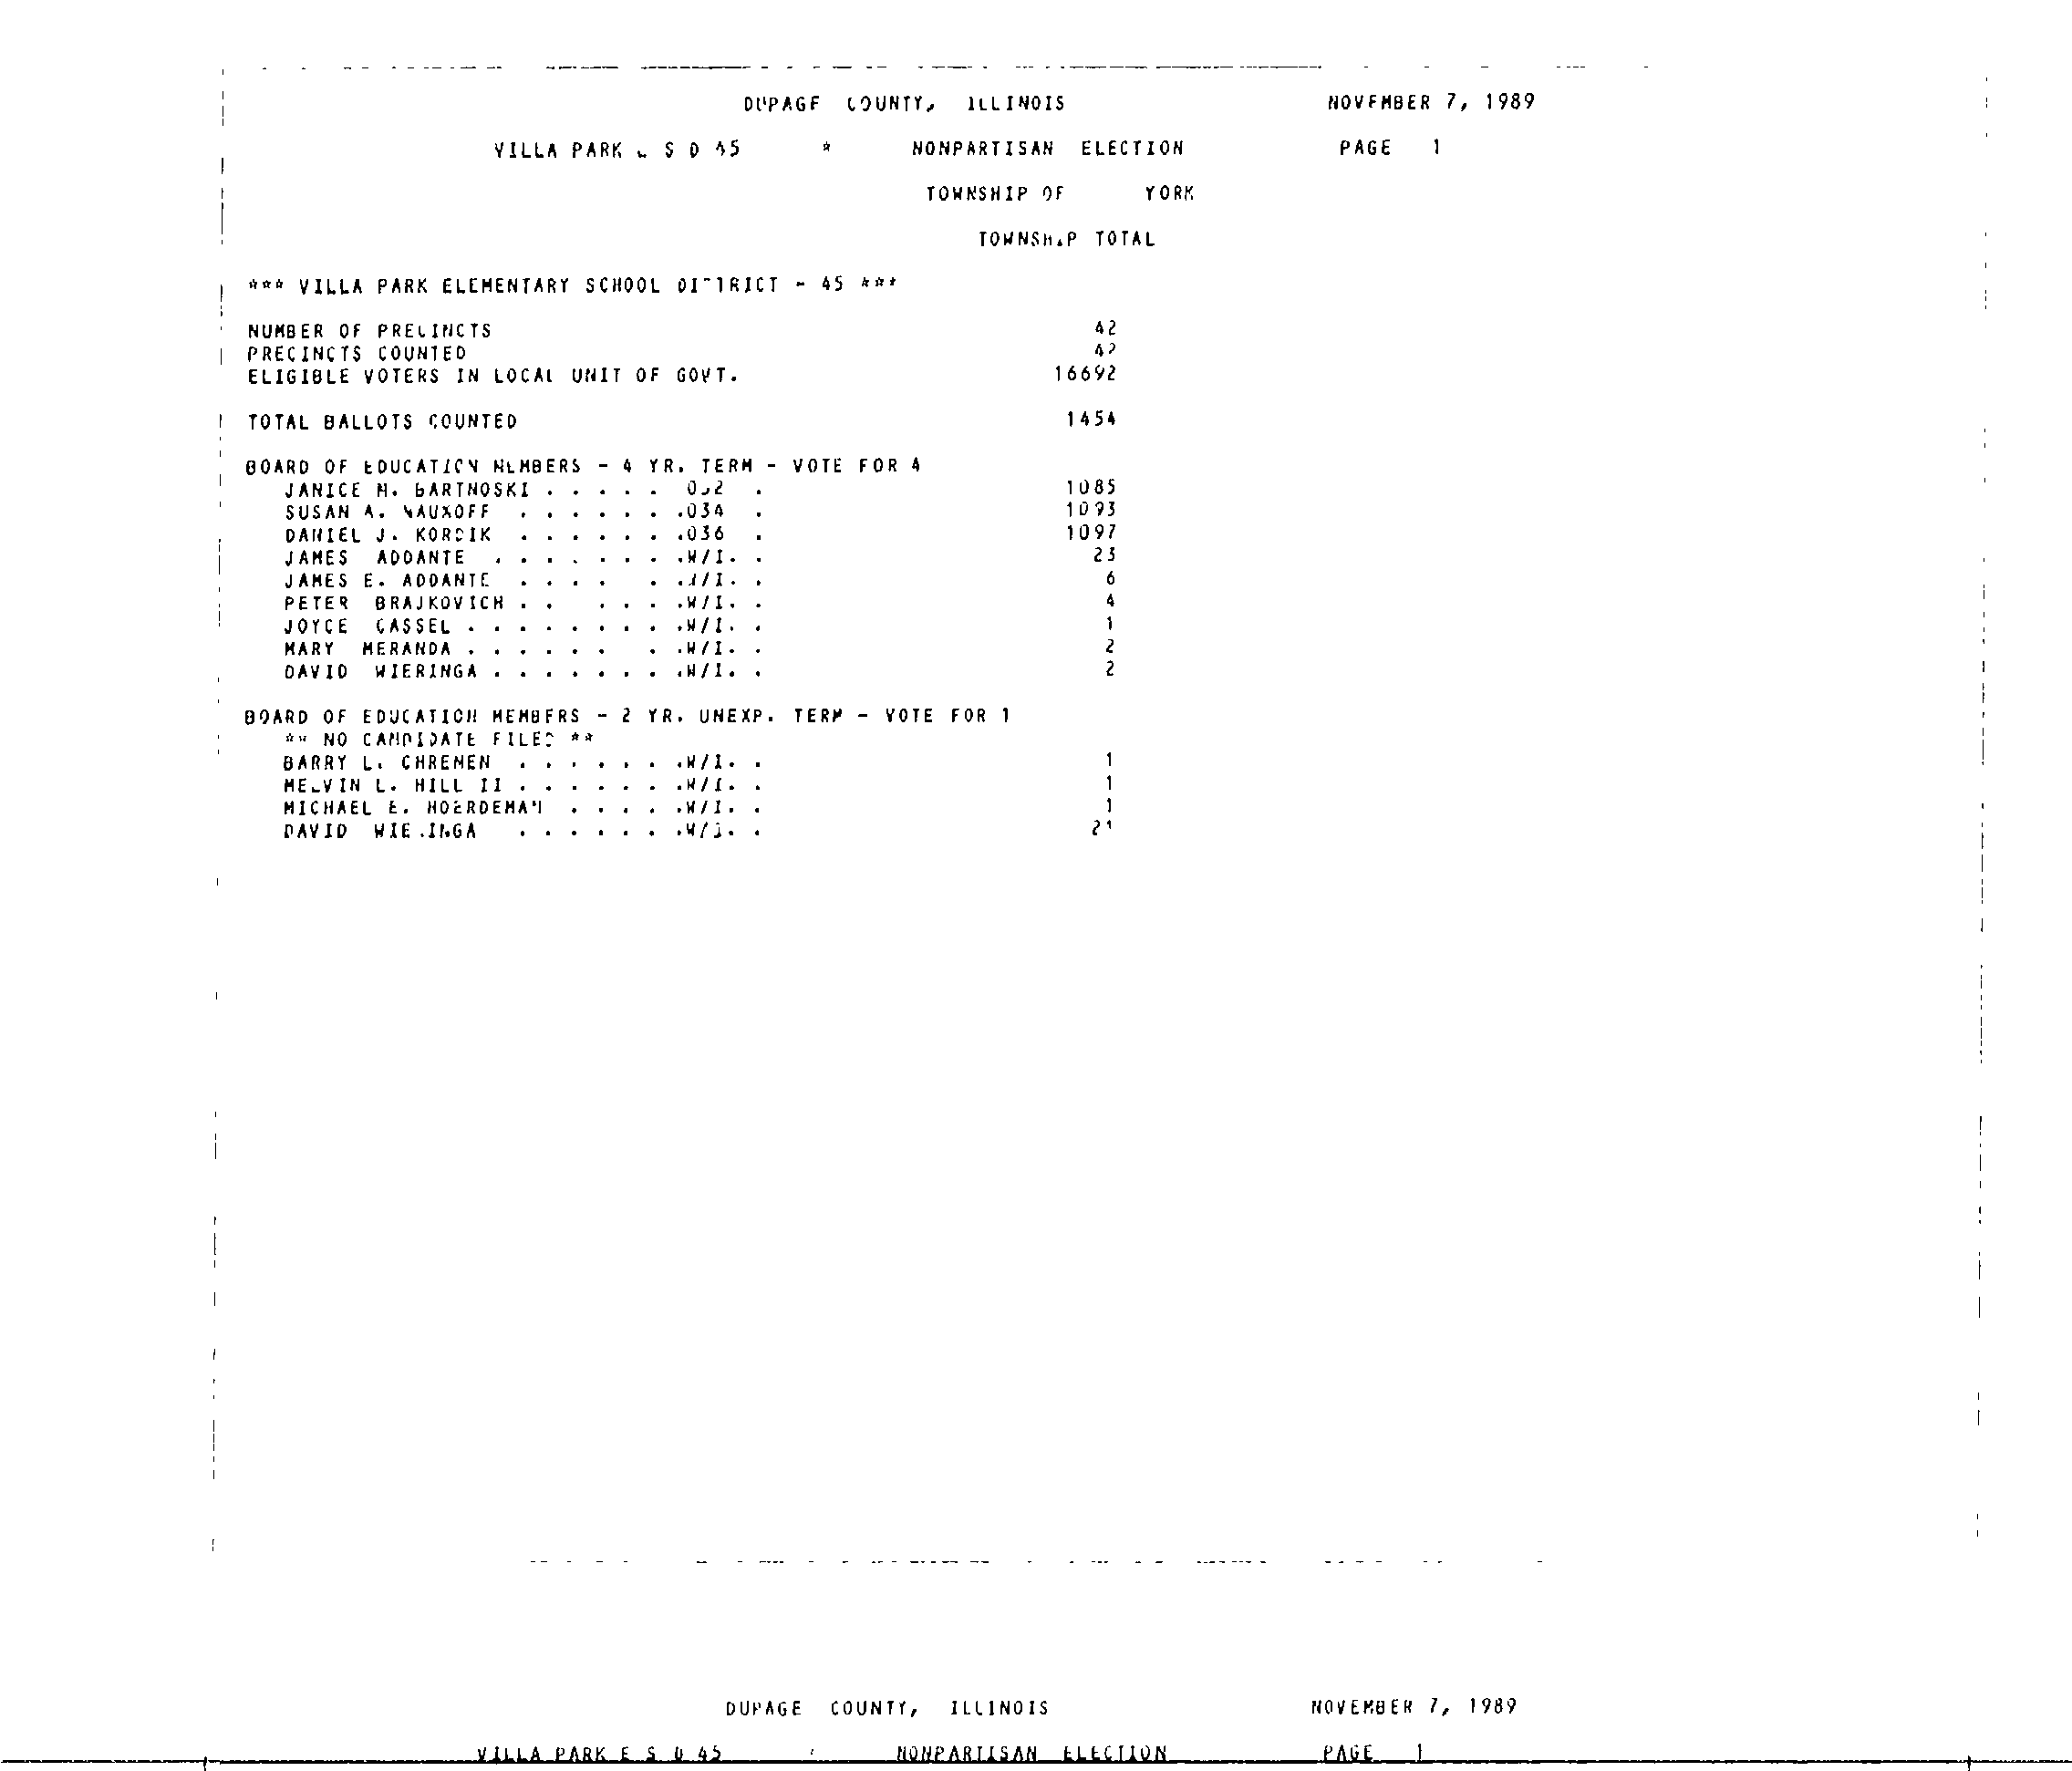 DUPAGE COUNTY, ILLINOIS NOVEMBER 7, 1989
VILLA PARK E S D 45 * NONPARTISAN ELECTION PAGE 1
TOWNSHIP OF YORK
TOWNSHIP TOTAL
*** VILLA PARK ELEMENTARY SCHOOL DISTRICT - 45 ***
NUMBER OF PRECINCTS 42
PRECINCTS COUNTED 42
ELIGIBLE VOTERS IN LOCAL UNIT OF GOVT. 16692
TOTAL BALLOTS COUNTED 1454
BOARD OF EDUCATION MEMBERS - 4 YR. TERM - VOTE FOR 4
JANICE M. BARTNOSKI . . . . . 032 . 1085
SUSAN A. . . . . . . .034 . 1093
DANIEL J. . . . . . . .036 . 1097
JAMES ADDANTE . . . . . . . .W/I. . 23
JAMES E. ADDANTE . . . . . .W/I. . 6
PETER BRAJKOVICH . . . . . .W/I. . 4
JOYCE CASSEL . . . . . . . . .W/I. . 1
MARY MERANDA . . . . . . . .W/I. . 2
DAVID WIERINGA . . . . . . . .W/I. . 2
BOARD OF EDUCATION MEMBERS - 2 YR. UNEXP. TERM - VOTE FOR 1
** NO CANDIDATE FILED **
BARRY L. CHREMEN . . . . . . .W/I. . 1
MELVIN L. HILL II . . . . . . .W/I. . 1
MICHAEL E. HOERDEMAN . . . . .W/I. . 1
DAVID WIERINGA . . . . . . .W/I. . 21
DUPAGE COUNTY, ILLINOIS NOVEMBER 7, 1989
VILLA PARK E S D 45 NONPARTISAN ELECTION PAGE 1